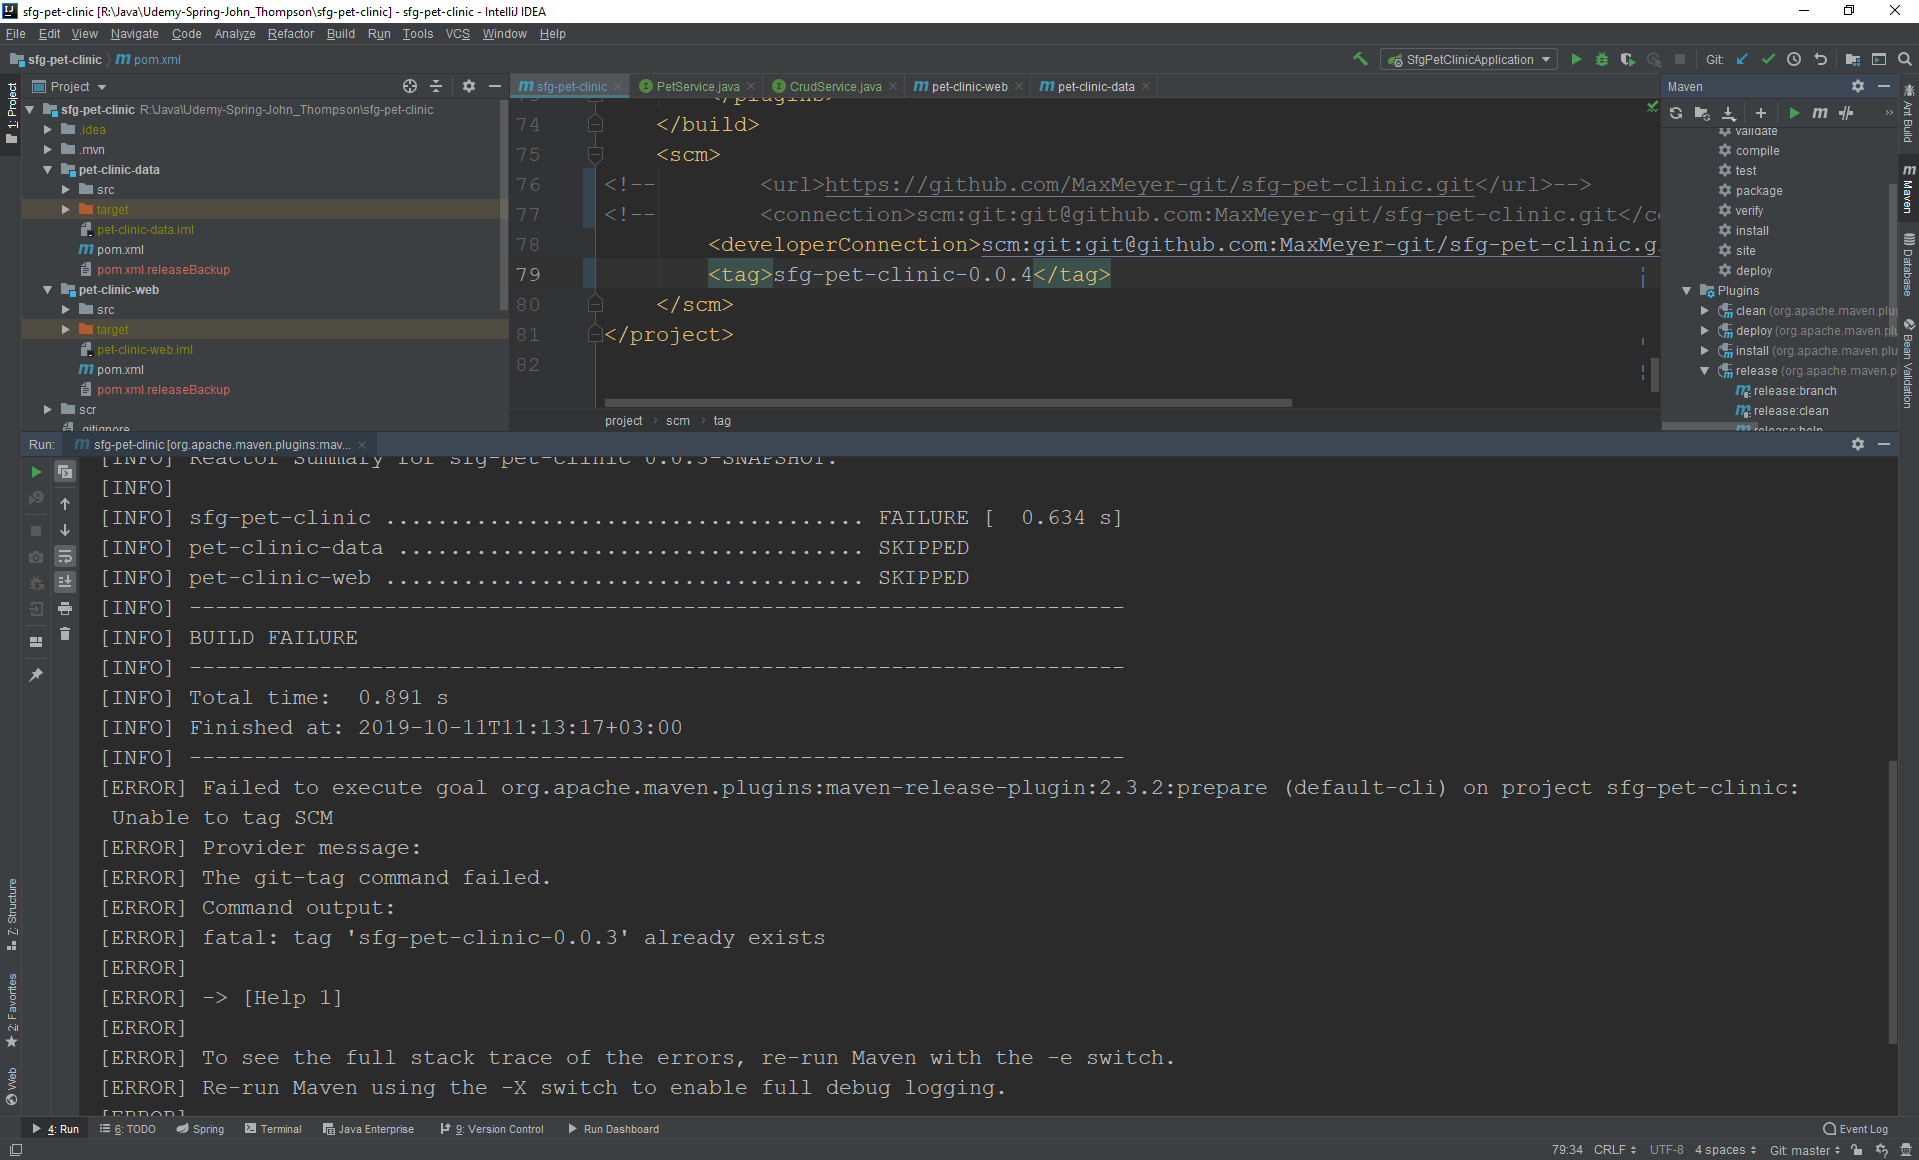 sfg-pet-clinic [R:\Java\Udemy-Spring-John_Thompson\sfg-pet-clinic] - sfg-pet-clinic - IntelliJ IDEA
File Edit View Navigate Code Analyze Refactor Build Run Tools VCS Window Help
sfg-pet-clinic pom.xml
SfgPetClinicApplication
Git:
1: Project
Project
sfg-pet-clinic R:\Java\Udemy-Spring-John_Thompson\sfg-pet-clinic
.idea
.mvn
pet-clinic-data
src
target
pet-clinic-data.iml
pom.xml
pom.xml.releaseBackup
pet-clinic-web
src
target
pet-clinic-web.iml
pom.xml
pom.xml.releaseBackup
scr
.gitignore
sfg-pet-clinic PetService.java CrudService.java pet-clinic-web pet-clinic-data
73 </plugins>
74 </build>
75 <scm>
76 <!-- <url>https://github.com/MaxMeyer-git/sfg-pet-clinic.git</url>-->
77 <!-- <connection>scm:git:git@github.com:MaxMeyer-git/sfg-pet-clinic.git</co
78 <developerConnection>scm:git:git@github.com:MaxMeyer-git/sfg-pet-clinic.gi
79 <tag>sfg-pet-clinic-0.0.4</tag>
80 </scm>
81 </project>
82
project scm tag
Maven
validate
compile
test
package
verify
install
site
deploy
Plugins
clean (org.apache.maven.plug
deploy (org.apache.maven.plu
install (org.apache.maven.plu
release (org.apache.maven.p
release:branch
release:clean
release:help
Ant Build
Maven
Database
Bean Validation
Run: sfg-pet-clinic [org.apache.maven.plugins:mav...
[INFO] Reactor Summary for sfg-pet-clinic 0.0.3-SNAPSHOT:
[INFO]
[INFO] sfg-pet-clinic ..................................... FAILURE [  0.634 s]
[INFO] pet-clinic-data .................................... SKIPPED
[INFO] pet-clinic-web ..................................... SKIPPED
[INFO] ------------------------------------------------------------------------
[INFO] BUILD FAILURE
[INFO] ------------------------------------------------------------------------
[INFO] Total time:  0.891 s
[INFO] Finished at: 2019-10-11T11:13:17+03:00
[INFO] ------------------------------------------------------------------------
[ERROR] Failed to execute goal org.apache.maven.plugins:maven-release-plugin:2.3.2:prepare (default-cli) on project sfg-pet-clinic:
Unable to tag SCM
[ERROR] Provider message:
[ERROR] The git-tag command failed.
[ERROR] Command output:
[ERROR] fatal: tag 'sfg-pet-clinic-0.0.3' already exists
[ERROR]
[ERROR] -> [Help 1]
[ERROR]
[ERROR] To see the full stack trace of the errors, re-run Maven with the -e switch.
[ERROR] Re-run Maven using the -X switch to enable full debug logging.
[ERROR]
7: Structure
2: Favorites
Web
4: Run 6: TODO Spring Terminal Java Enterprise 9: Version Control Run Dashboard Event Log
79:34 CRLF UTF-8 4 spaces Git: master